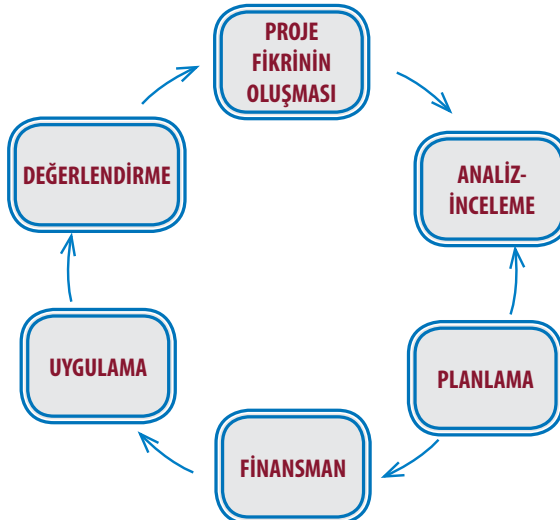 PROJE
FİKRİNİN
OLUŞMASI
ANALİZ-
İNCELEME
PLANLAMA
FİNANSMAN
UYGULAMA
DEĞERLENDİRME